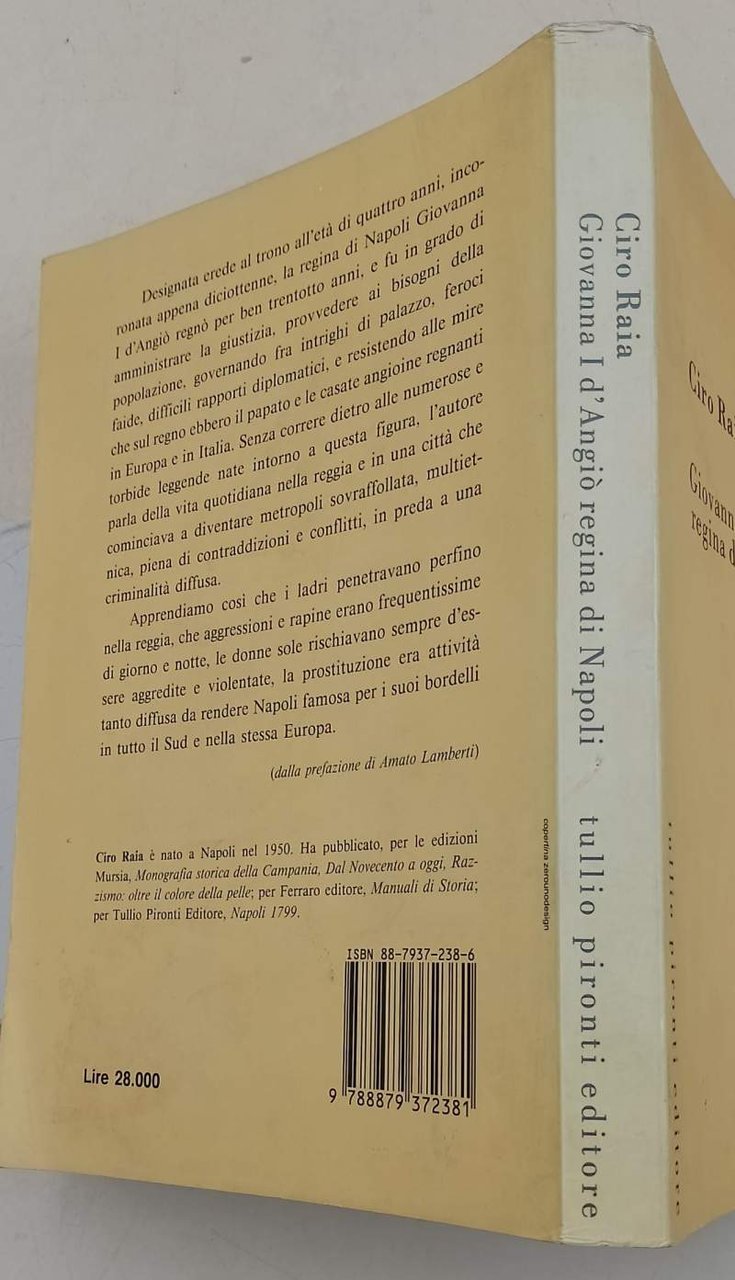 Designata erede al trono all'età di quattro anni, inco-
ronata appena diciottenne, la regina di Napoli Giovanna
I d'Angiò regnò per ben trentotto anni, e fu in grado di
amministrare la giustizia, provvedere ai bisogni della
popolazione, governando fra intrighi di palazzo, feroci
faide, difficili rapporti diplomatici, e resistendo alle mire
che sul regno ebbero il papato e le casate angioine regnanti
in Europa e in Italia. Senza correre dietro alle numerose e
torbide leggende nate intorno a questa figura, l'autore
parla della vita quotidiana nella reggia e in una città che
cominciava a diventare metropoli sovraffollata, multiet-
nica, piena di contraddizioni e conflitti, in preda a una
criminalità diffusa.
Apprendiamo così che i ladri penetravano perfino
nella reggia, che aggressioni e rapine erano frequentissime
di giorno e notte, le donne sole rischiavano sempre d'es-
sere aggredite e violentate, la prostituzione era attività
tanto diffusa da rendere Napoli famosa per i suoi bordelli
in tutto il Sud e nella stessa Europa.
(dalla prefazione di Amato Lamberti)
Ciro Raia è nato a Napoli nel 1950. Ha pubblicato, per le edizioni
Mursia, Monografia storica della Campania, Dal Novecento a oggi, Raz-
zismo: oltre il colore della pelle; per Ferraro editore, Manuali di Storia;
per Tullio Pironti Editore, Napoli 1799.
ISBN 88-7937-238-6
9 788879 372381
Lire 28.000
copertina zerounodesign
Ciro Raia
Giovanna I d'Angiò regina di Napoli
tullio pironti editore
Ciro Rai
Giovann
regina d
tullio pironti editore